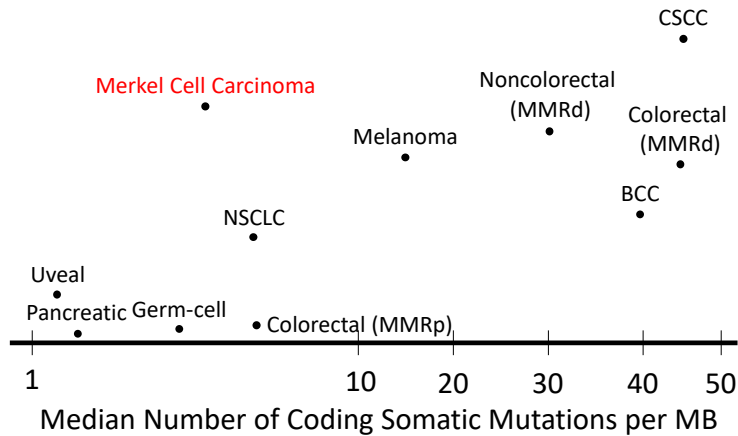 CSCC
Merkel Cell Carcinoma
Noncolorectal
(MMRd)
Colorectal
(MMRd)
Melanoma
BCC
NSCLC
Uveal
Pancreatic
Germ-cell
Colorectal (MMRp)
1 10 20 30 40 50
Median Number of Coding Somatic Mutations per MB